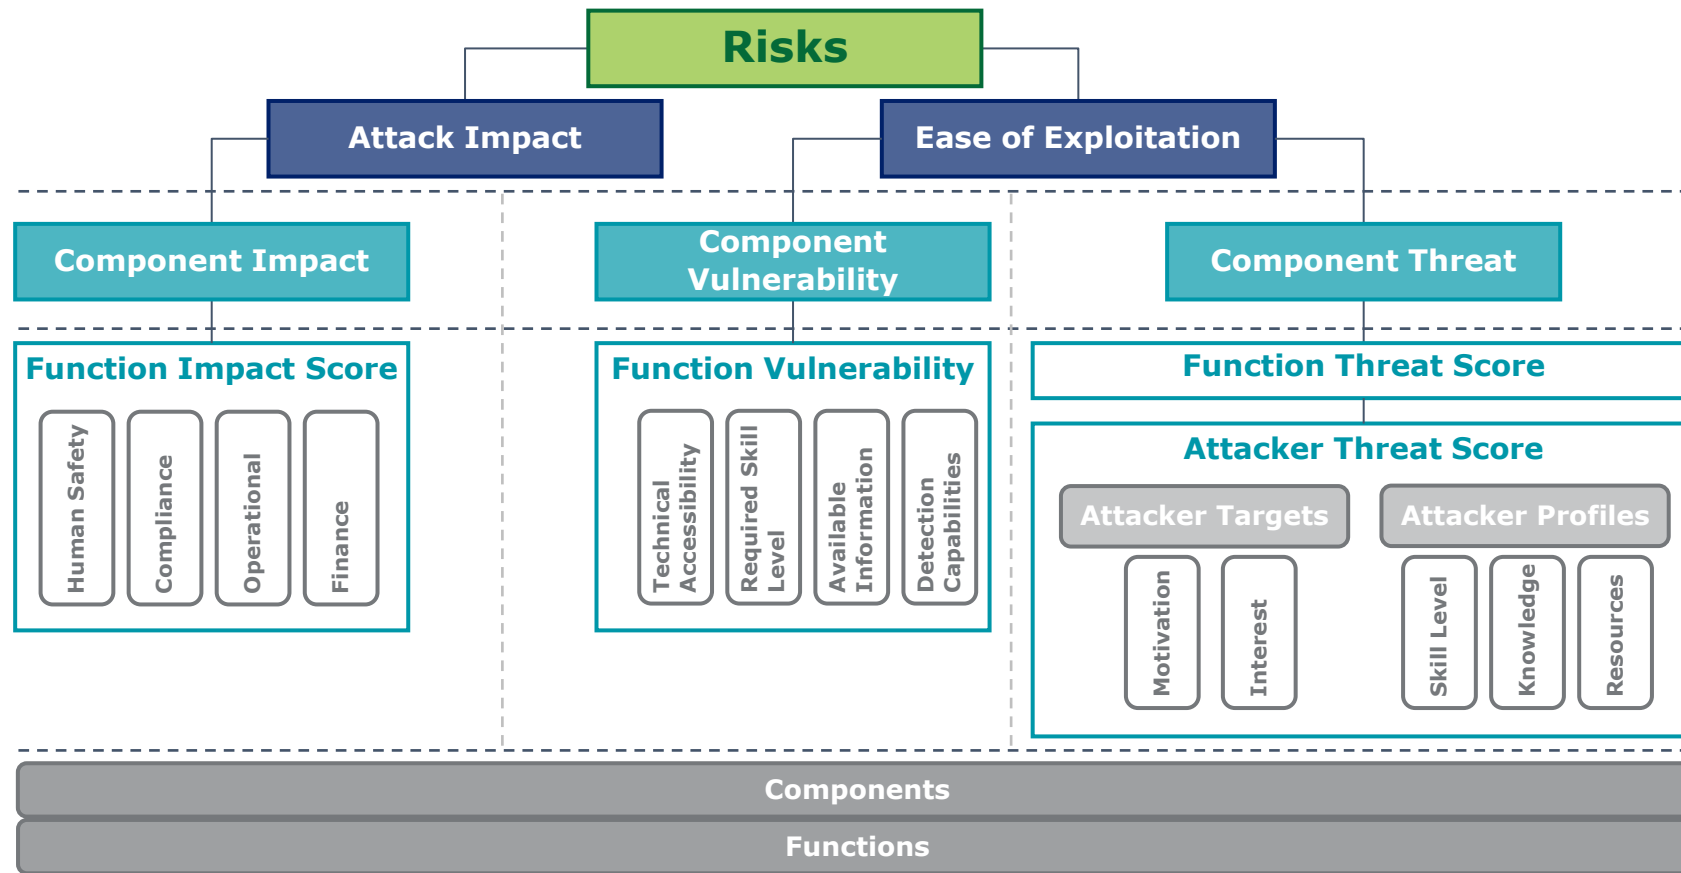 Risks
Attack Impact
Ease of Exploitation
Component Impact
Component
Vulnerability
Component Threat
Function Impact Score
Human Safety
Compliance
Operational
Finance
Function Vulnerability
Technical
Accessibility
Required Skill
Level
Available
Information
Detection
Capabilities
Function Threat Score
Attacker Threat Score
Attacker Targets
Attacker Profiles
Motivation
Interest
Skill Level
Knowledge
Resources
Components
Functions